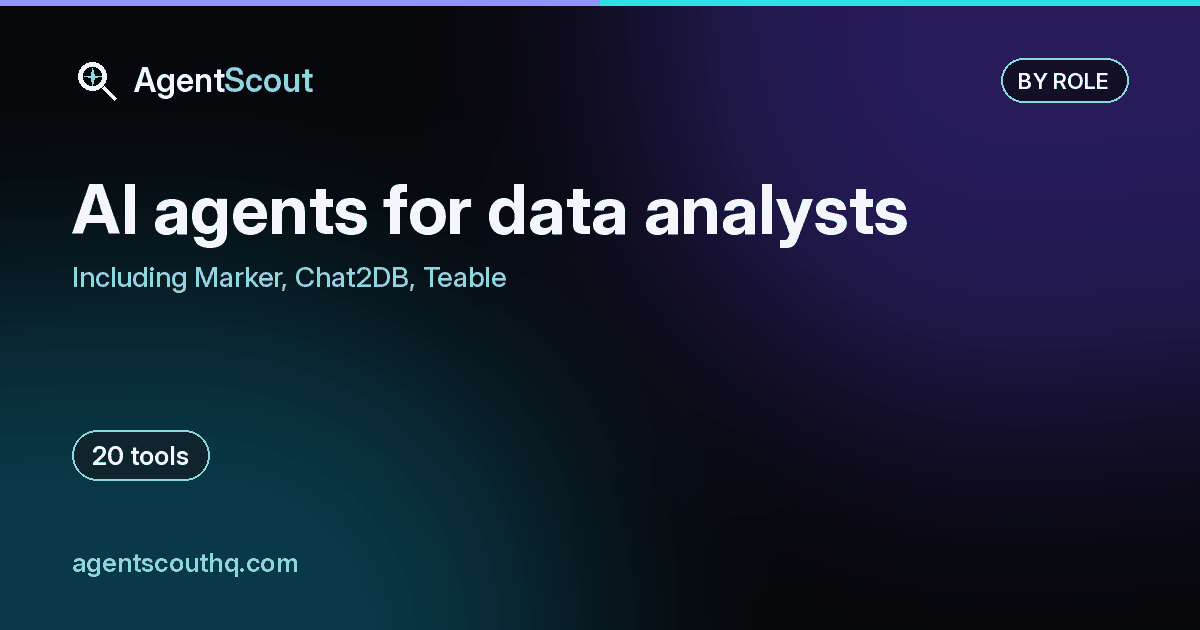 AgentScout
BY ROLE
AI agents for data analysts
Including Marker, Chat2DB, Teable
20 tools
agentscouthq.com